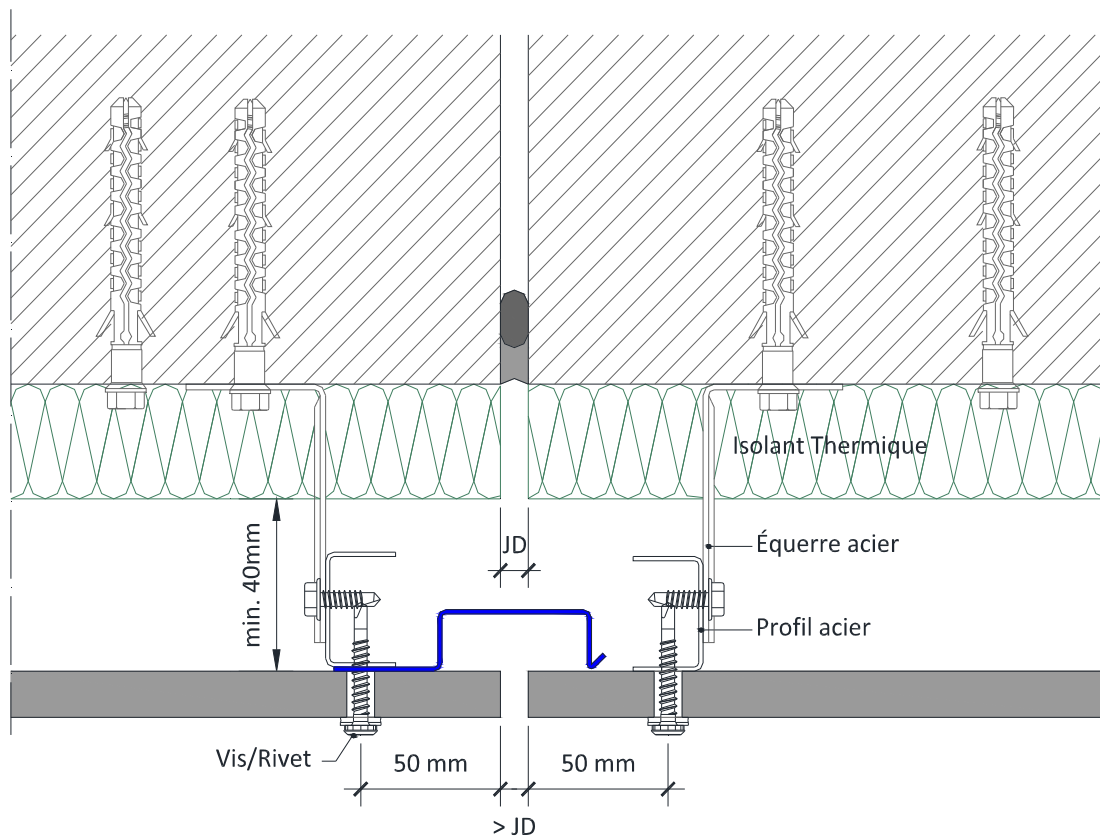 Isolant Thermique
JD
Équerre acier
min. 40mm
Profil acier
Vis/Rivet
50 mm
50 mm
> JD